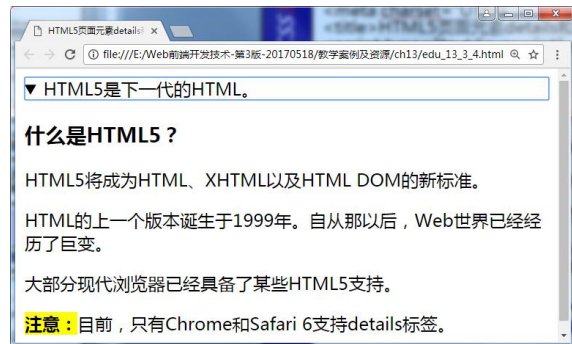 HTML5页面元素details
file:///E:/Web前端开发技术-第3版-20170518/教学案例及资源/ch13/edu_13_3_4.html
▼ HTML5是下一代的HTML。
什么是HTML5？
HTML5将成为HTML、XHTML以及HTML DOM的新标准。
HTML的上一个版本诞生于1999年。自从那以后，Web世界已经经
历了巨变。
大部分现代浏览器已经具备了某些HTML5支持。
注意：目前，只有Chrome和Safari 6支持details标签。